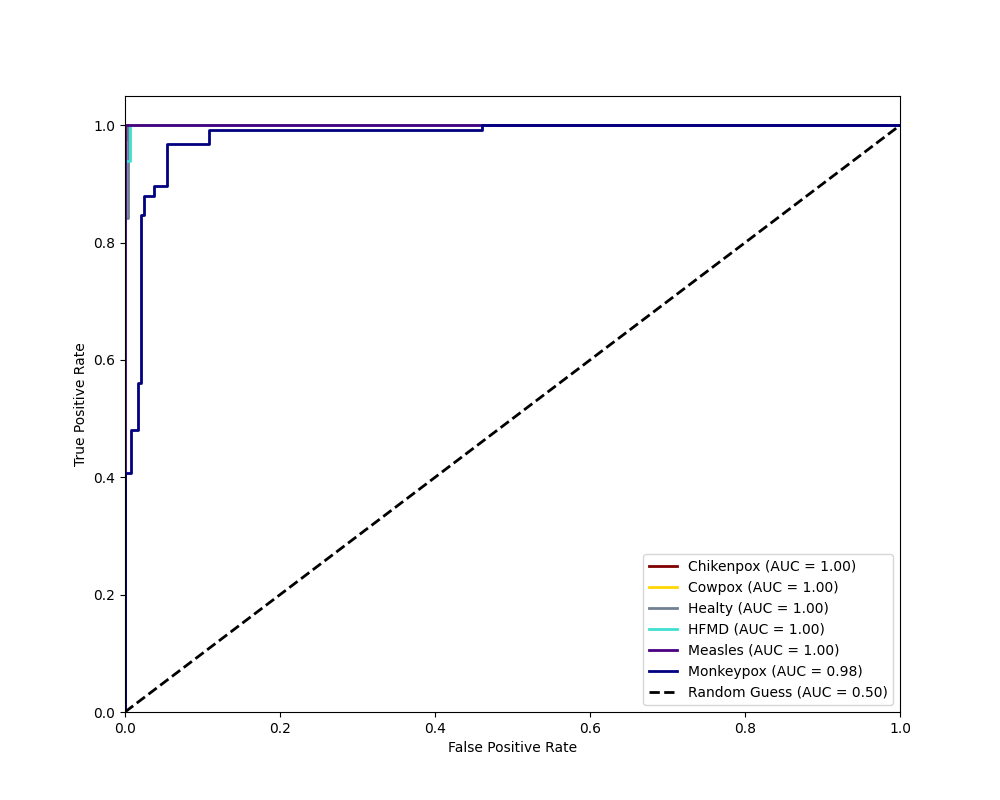 True Positive Rate
1.0
0.8
0.6
0.4
0.2
0.0
0.0 0.2 0.4 0.6 0.8 1.0
False Positive Rate
Chikenpox (AUC = 1.00)
Cowpox (AUC = 1.00)
Healty (AUC = 1.00)
HFMD (AUC = 1.00)
Measles (AUC = 1.00)
Monkeypox (AUC = 0.98)
Random Guess (AUC = 0.50)